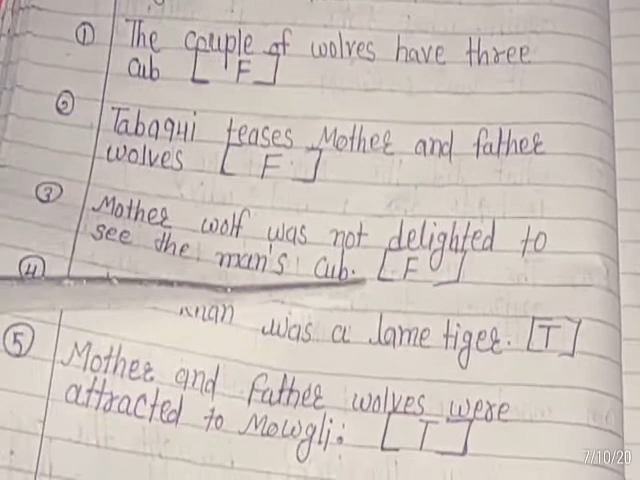 ① The couple of wolves have three
cub [ F ]
② Tabaqui teases Mother and father
wolves [ F ]
③ Mother wolf was not delighted to
see the man's cub. [ F ]
④
was a lame tiger. [T]
⑤ Mother and Father wolves were
attracted to Mowgli: [ T ]
7/10/20